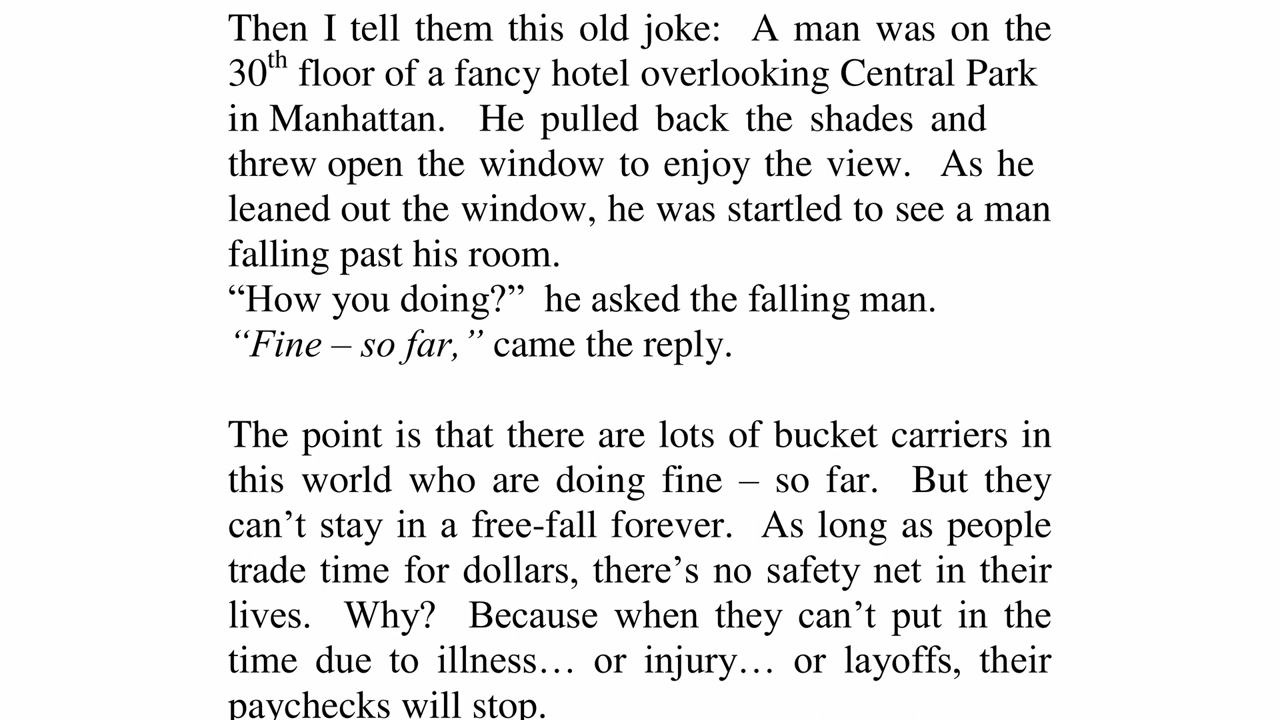 Then I tell them this old joke: A man was on the
30th floor of a fancy hotel overlooking Central Park
in Manhattan. He pulled back the shades and
threw open the window to enjoy the view. As he
leaned out the window, he was startled to see a man
falling past his room.
“How you doing?” he asked the falling man.
“Fine – so far,” came the reply.
The point is that there are lots of bucket carriers in
this world who are doing fine – so far. But they
can’t stay in a free-fall forever. As long as people
trade time for dollars, there’s no safety net in their
lives. Why? Because when they can’t put in the
time due to illness… or injury… or layoffs, their
paychecks will stop.